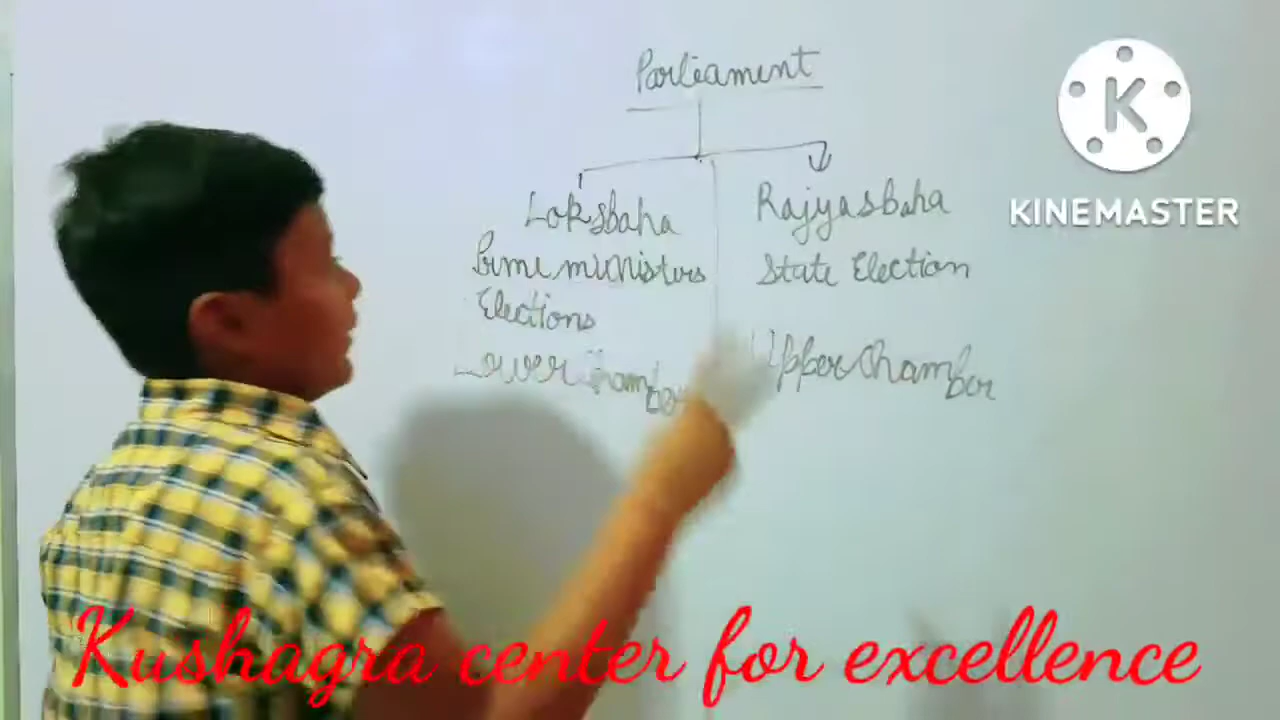 Parliament
Loksbaha
Rajyasbaha
Prime ministers
Elections
State Election
Lower Chamber
Upper Chamber
K
KINEMASTER
Kushagra center for excellence